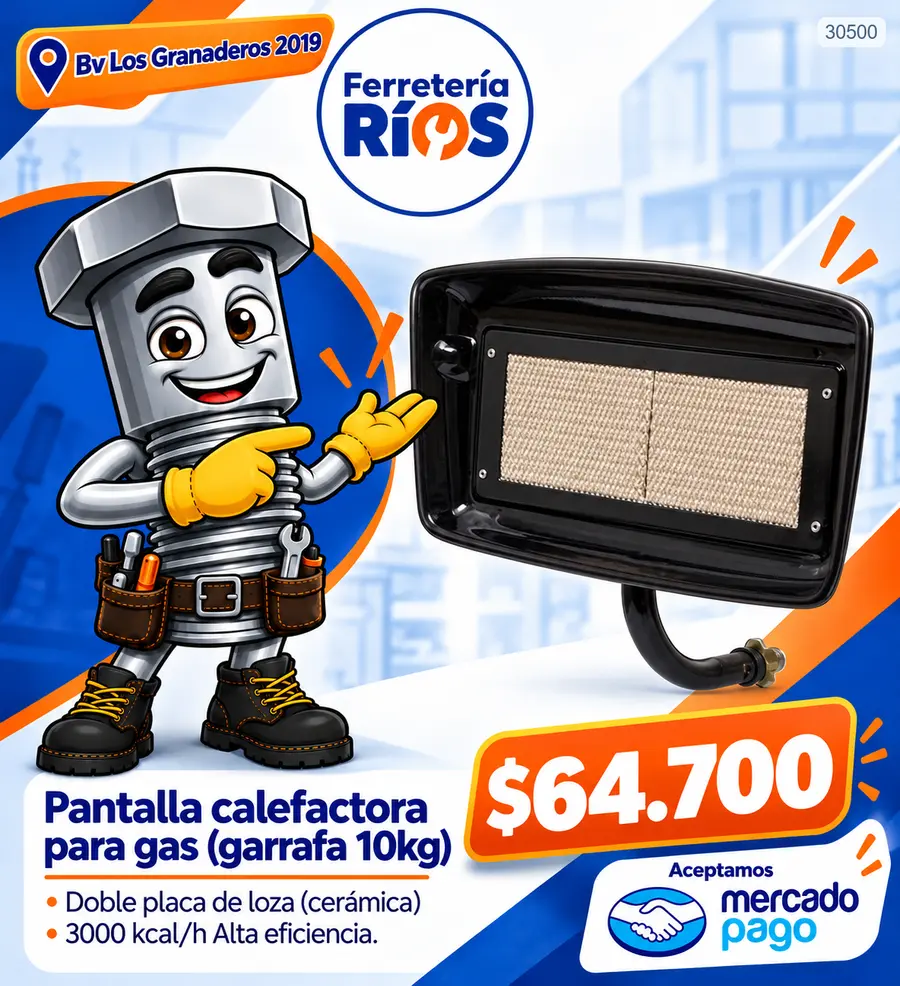 Bv Los Granaderos 2019
Ferretería
RíOS
30500
$64.700
Pantalla calefactora
para gas (garrafa 10kg)
• Doble placa de loza (cerámica)
• 3000 kcal/h Alta eficiencia.
Aceptamos
mercado
pago